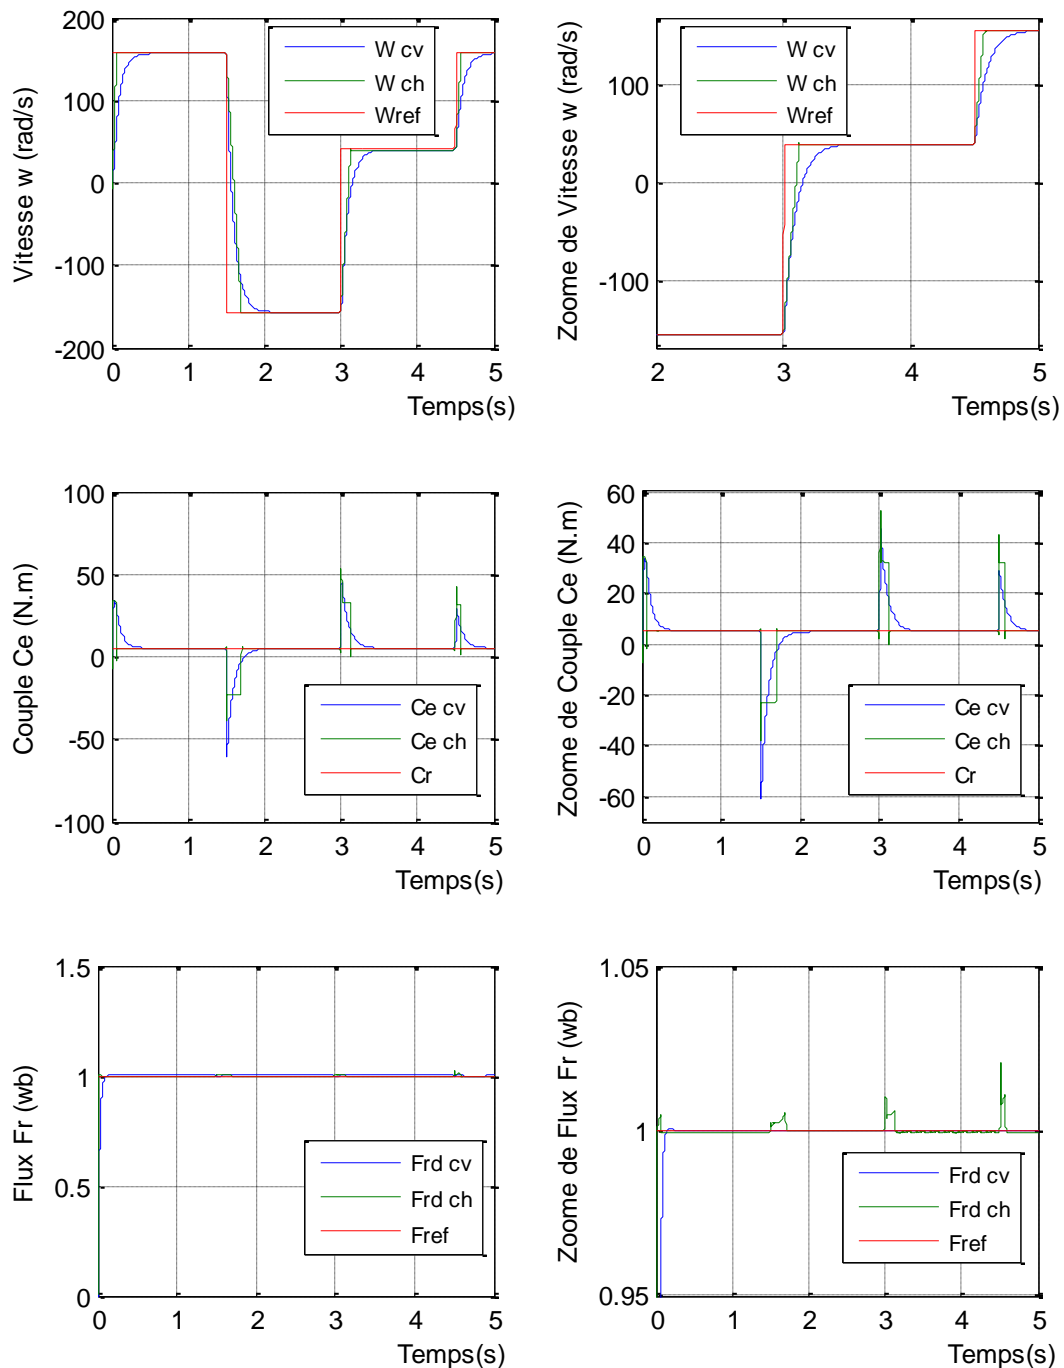 Vitesse w (rad/s)
200
100
0
-100
-200
W cv
W ch
Wref
0 1 2 3 4 5
Temps(s)
Zoome de Vitesse w (rad/s)
100
0
-100
W cv
W ch
Wref
2 3 4 5
Temps(s)
Couple Ce (N.m)
100
50
0
-50
-100
Ce cv
Ce ch
Cr
0 1 2 3 4 5
Temps(s)
Zoome de Couple Ce (N.m)
60
40
20
0
-20
-40
-60
Ce cv
Ce ch
Cr
0 1 2 3 4 5
Temps(s)
Flux Fr (wb)
1.5
1
0.5
0
Frd cv
Frd ch
Fref
0 1 2 3 4 5
Temps(s)
Zoome de Flux Fr (wb)
1.05
1
0.95
Frd cv
Frd ch
Fref
0 1 2 3 4 5
Temps(s)